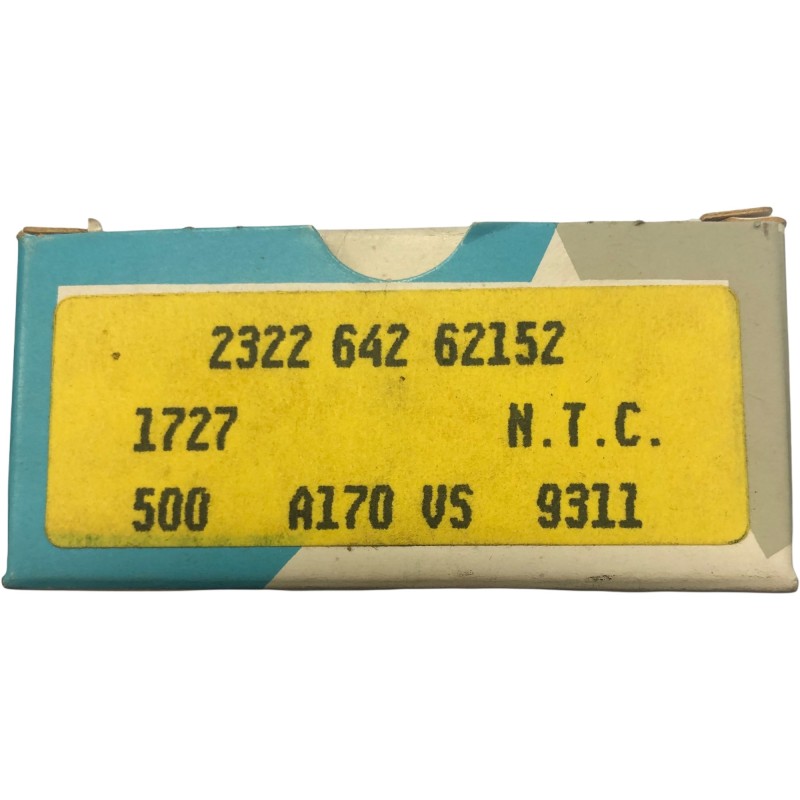 2322 642 62152
1727 N.T.C.
500 A170 VS 9311